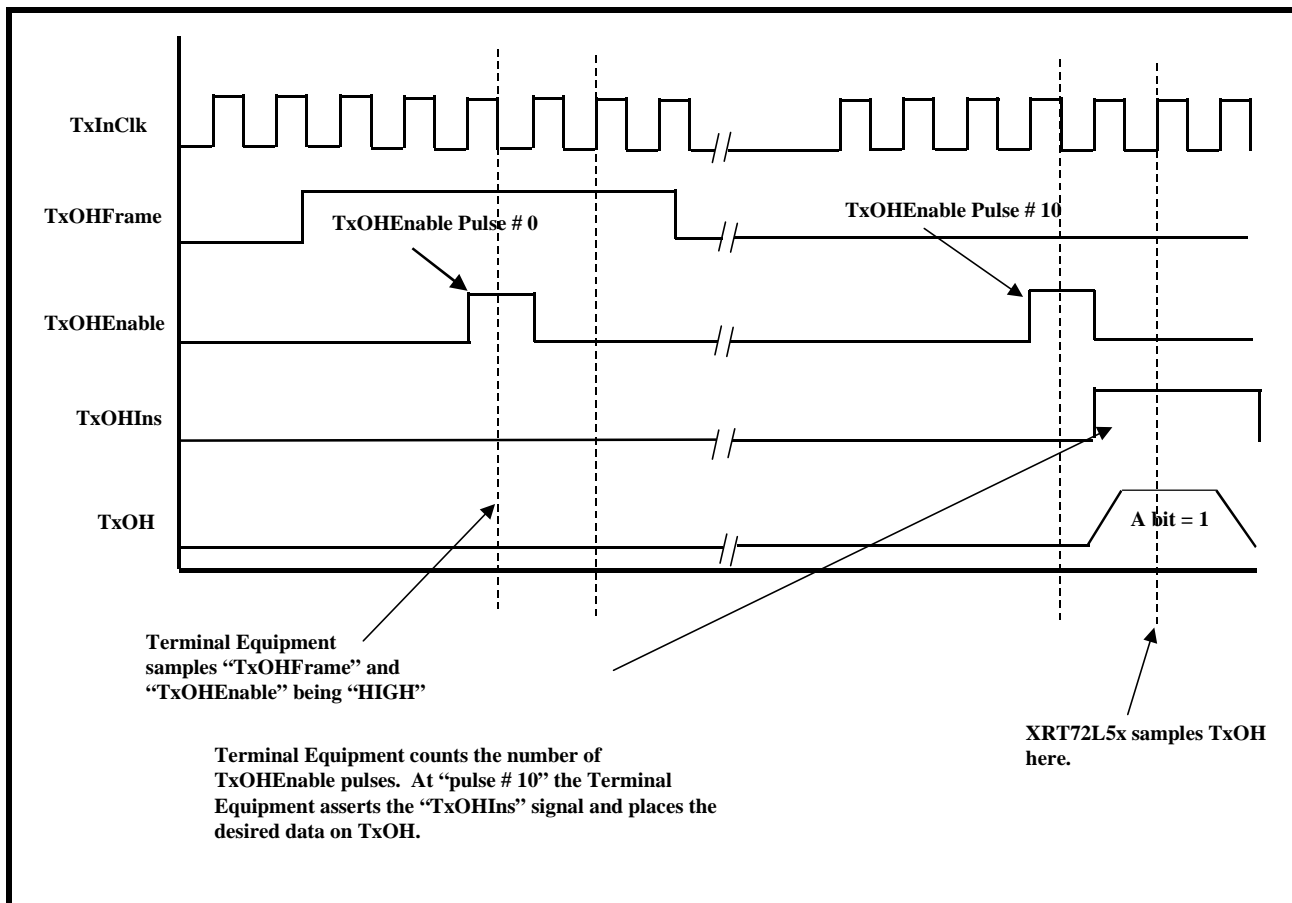 TxInClk
TxOHFrame
TxOHEnable Pulse # 0
TxOHEnable Pulse # 10
TxOHEnable
TxOHIns
TxOH
A bit = 1
Terminal Equipment
samples “TxOHFrame” and
“TxOHEnable” being “HIGH”
XRT72L5x samples TxOH
here.
Terminal Equipment counts the number of
TxOHEnable pulses. At “pulse # 10” the Terminal
Equipment asserts the “TxOHIns” signal and places the
desired data on TxOH.